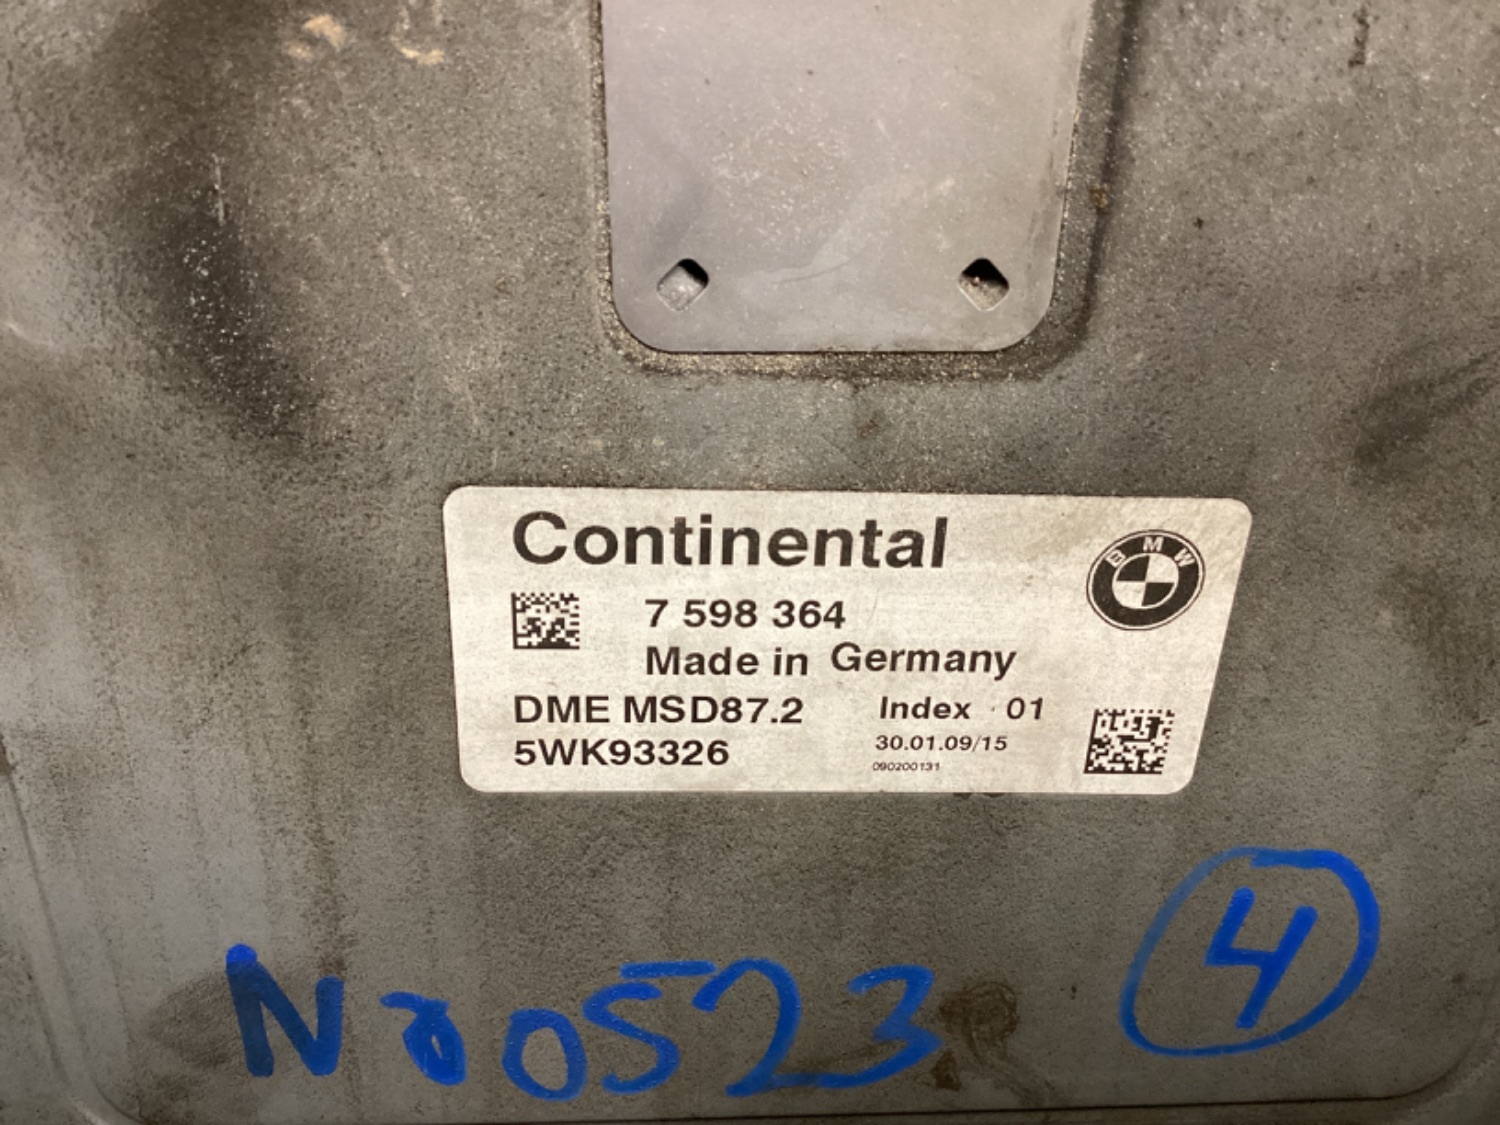 Continental
BMW
7 598 364
Made in Germany
DME MSD87.2 Index 01
5WK93326 30.01.09/15
090200131
4
N00523